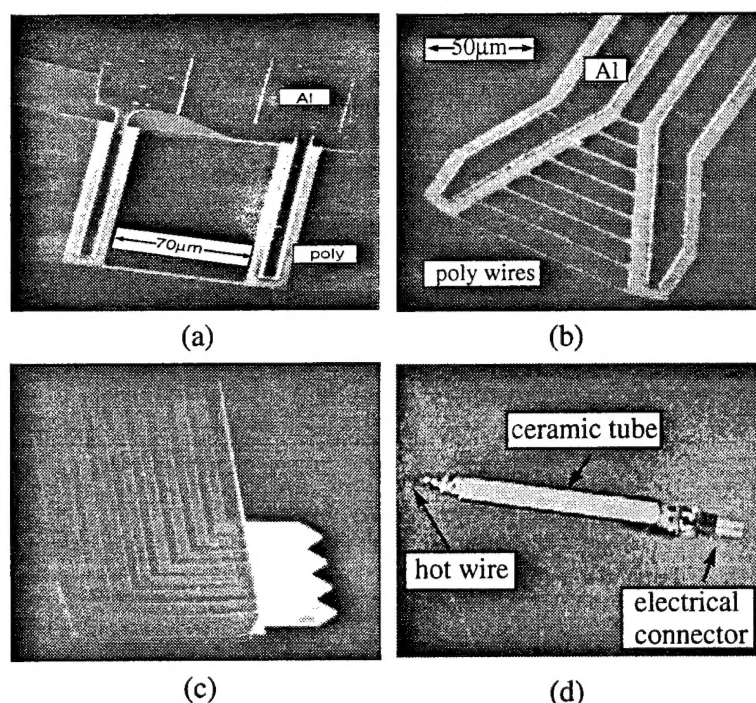 Al
70μm
poly
(a)
50μm
Al
poly wires
(b)
(c)
ceramic tube
hot wire
electrical
connector
(d)